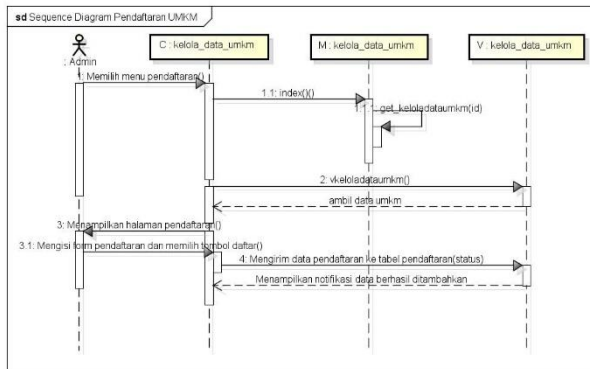 sd Sequence Diagram Pendaftaran UMKM
C : kelola_data_umkm
M : kelola_data_umkm
V : kelola_data_umkm
: Admin
1: Memilih menu pendaftaran()
1.1: index()()
get_keloladataumkm(id)
2: vkeloladataumkm()
ambil data umkm
3: Menampilkan halaman pendaftaran()
3.1: Mengisi form pendaftaran dan memilih tombol daftar()
4: Mengirim data pendaftaran ke tabel pendaftaran(status)
Menampilkan notifikasi data berhasil ditambahkan